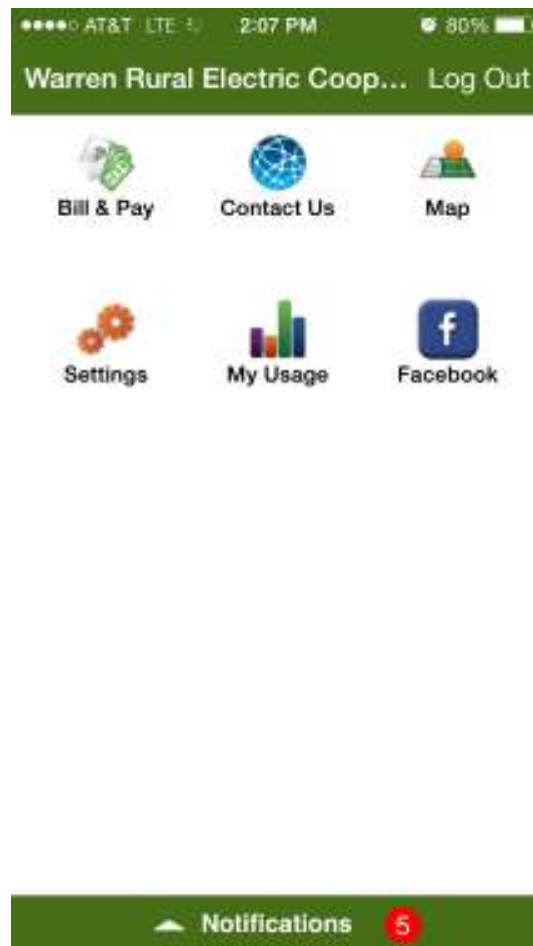 AT&T LTE 2:07 PM 80%
Warren Rural Electric Coop... Log Out
Bill & Pay Contact Us Map
Settings My Usage Facebook
Notifications 5